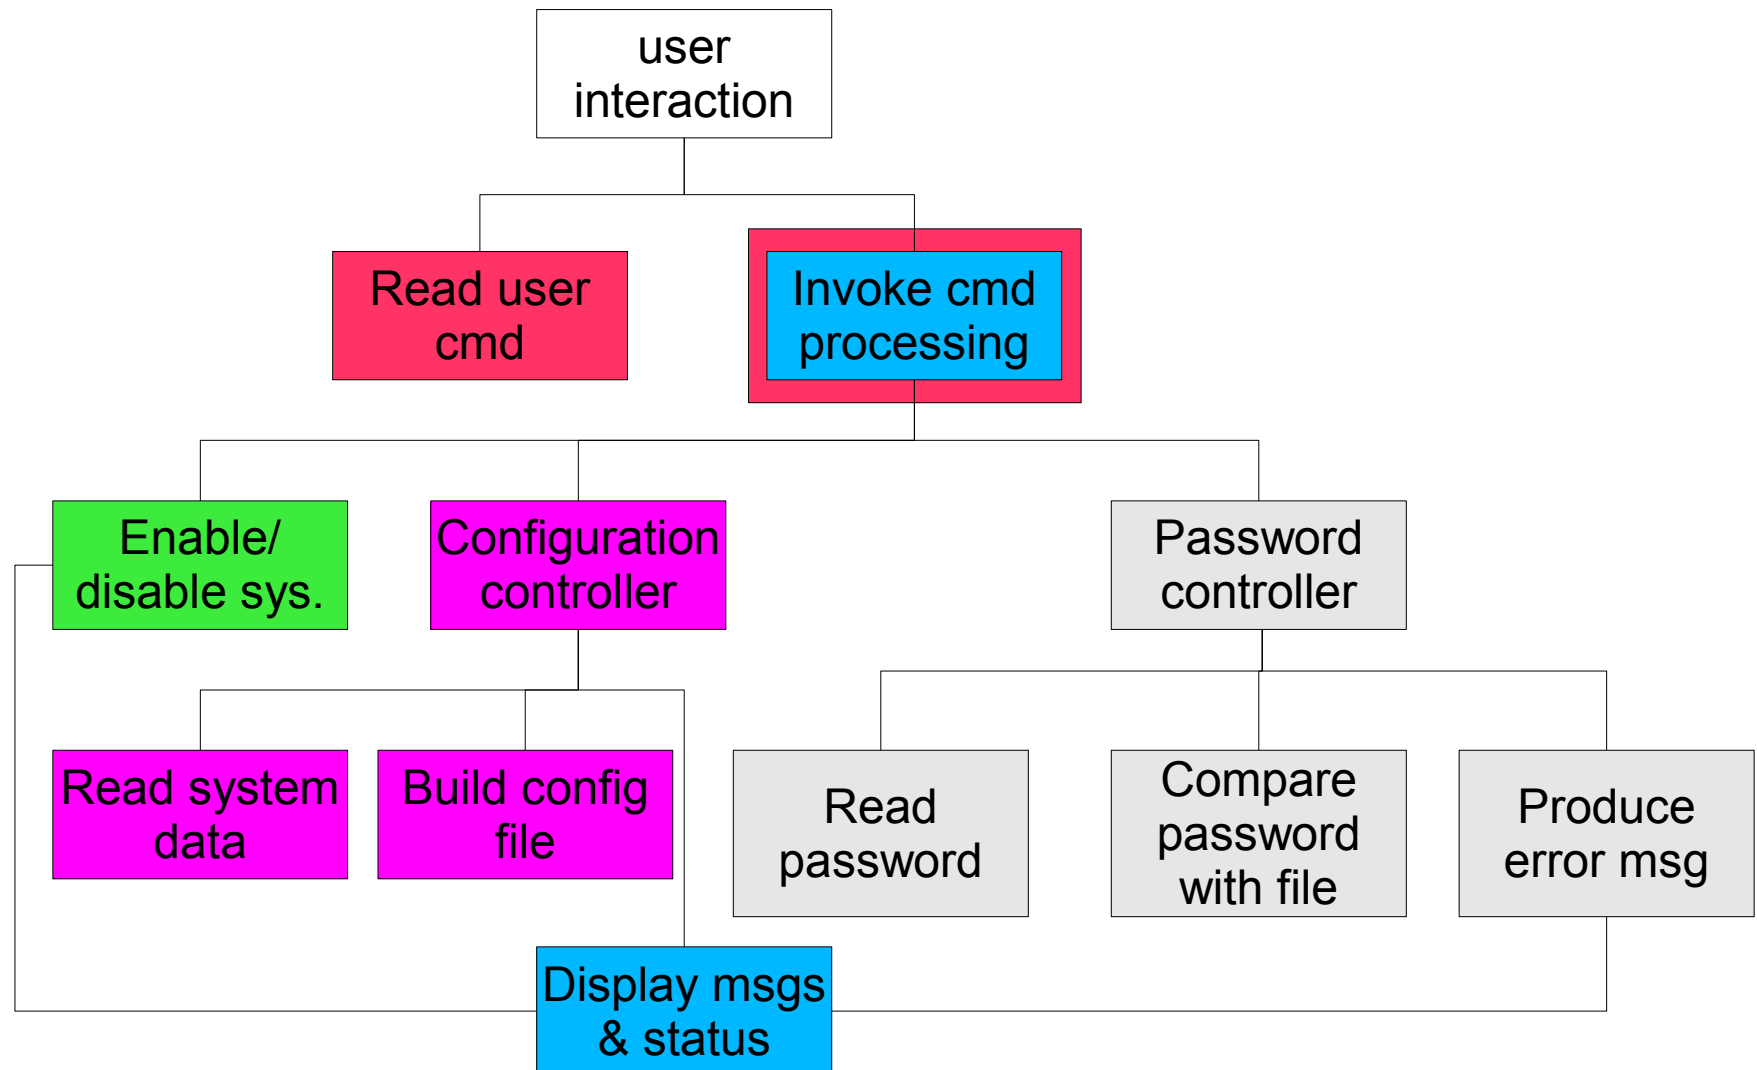 user
interaction
Read user
cmd
Invoke cmd
processing
Enable/
disable sys.
Configuration
controller
Password
controller
Read system
data
Build config
file
Read
password
Compare
password
with file
Produce
error msg
Display msgs
& status